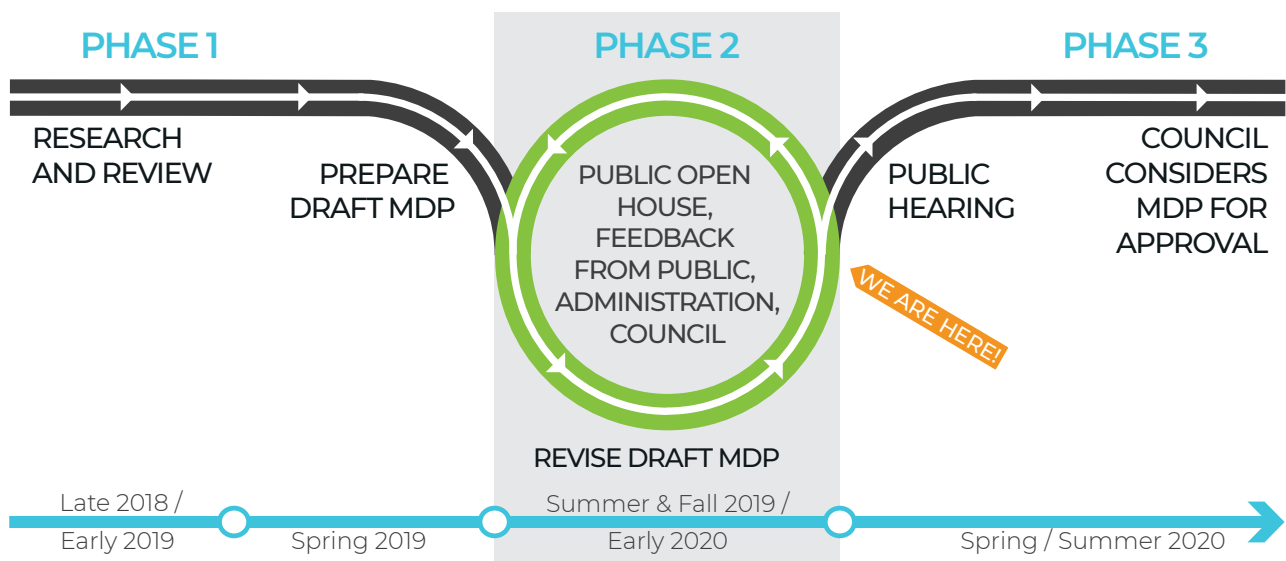 PHASE 1
RESEARCH
AND REVIEW
PREPARE
DRAFT MDP
PHASE 2
PUBLIC OPEN
HOUSE,
FEEDBACK
FROM PUBLIC,
ADMINISTRATION,
COUNCIL
REVISE DRAFT MDP
PHASE 3
PUBLIC
HEARING
COUNCIL
CONSIDERS
MDP FOR
APPROVAL
WE ARE HERE!
Late 2018 /
Early 2019
Spring 2019
Summer & Fall 2019 /
Early 2020
Spring / Summer 2020